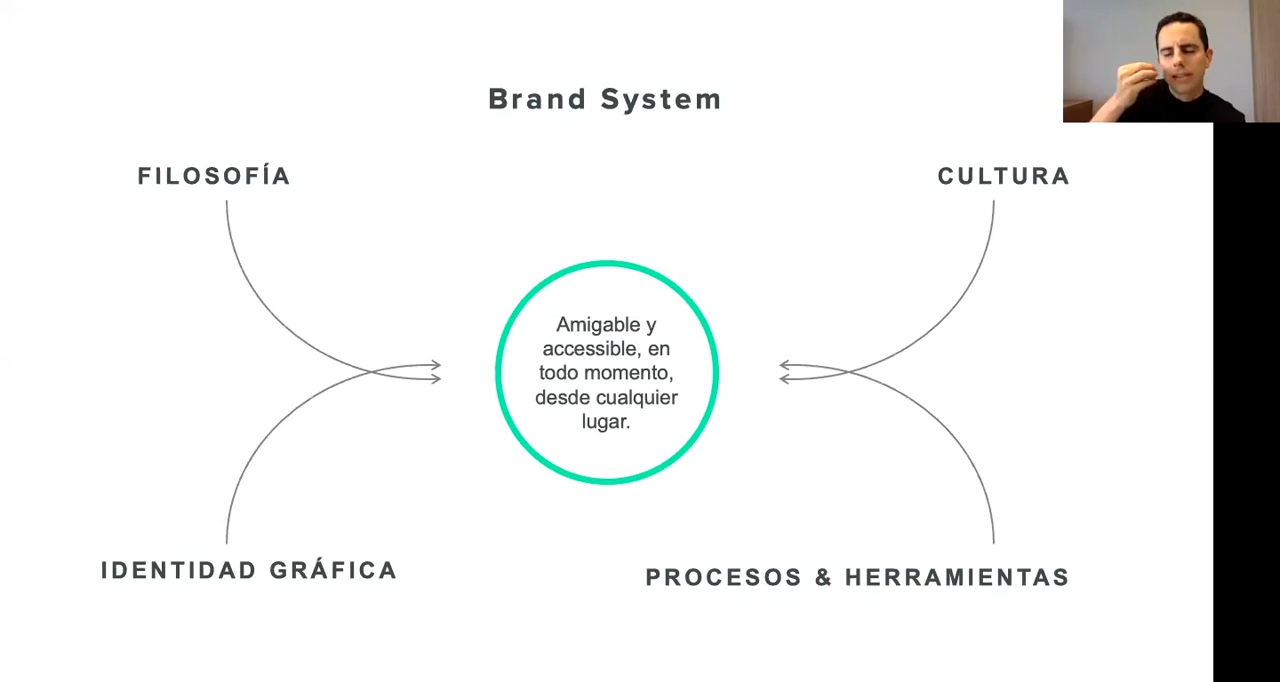 Brand System
FILOSOFÍA
CULTURA
Amigable y
accessible, en
todo momento,
desde cualquier
lugar.
IDENTIDAD GRÁFICA
PROCESOS & HERRAMIENTAS